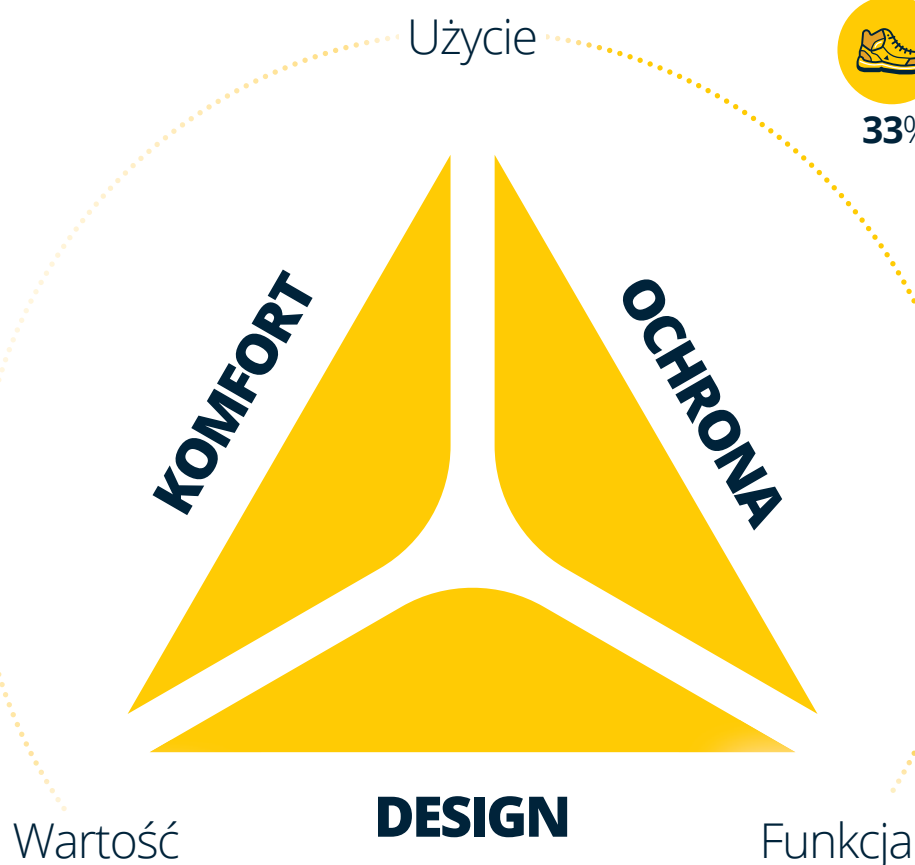 Użycie
33%
KOMFORT
OCHRONA
DESIGN
Wartość
Funkcja